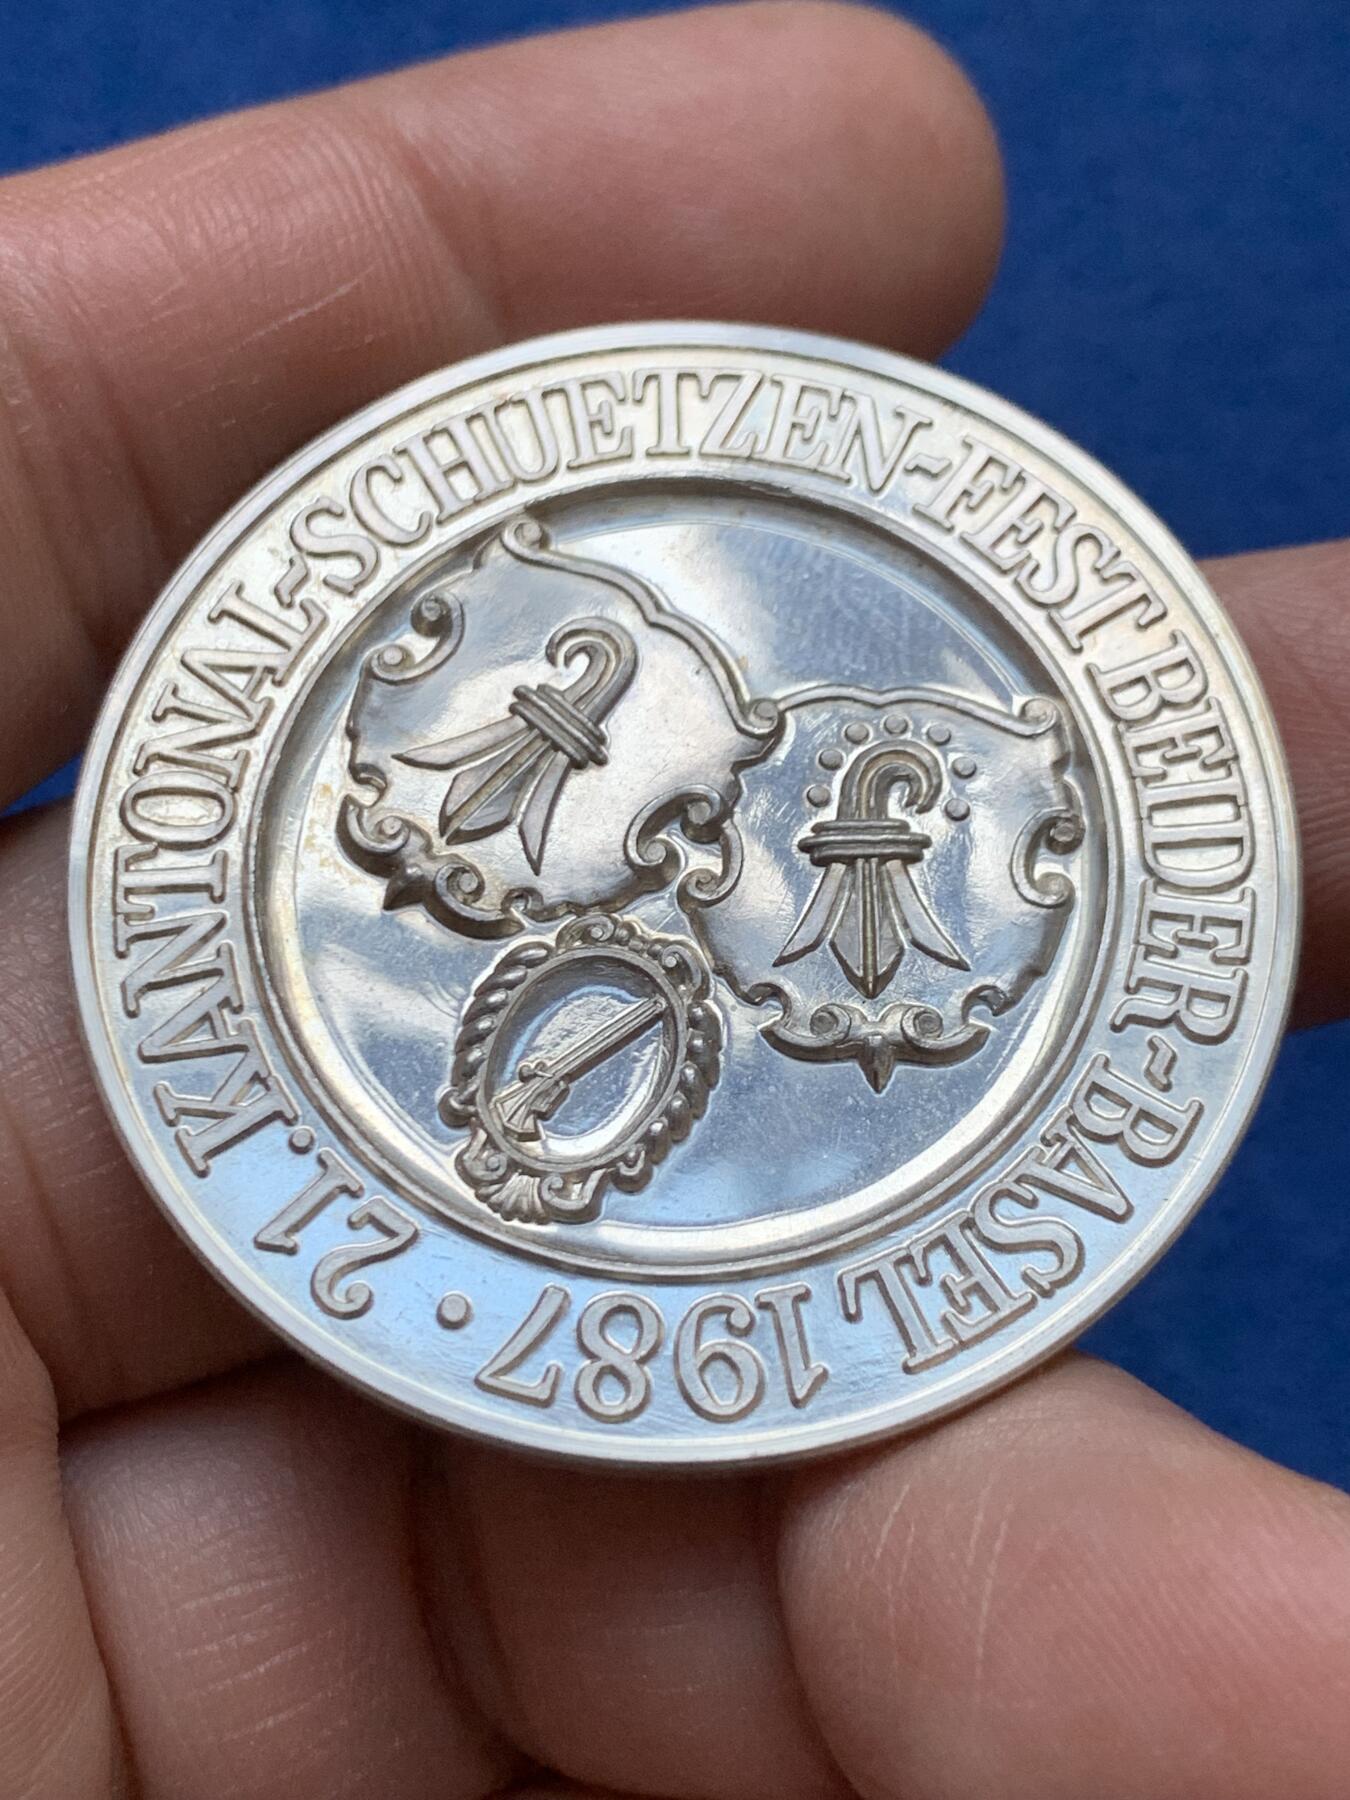 21. KANTONAL-SCHUETZEN-FEST BEIDER-BASEL 1987 ·